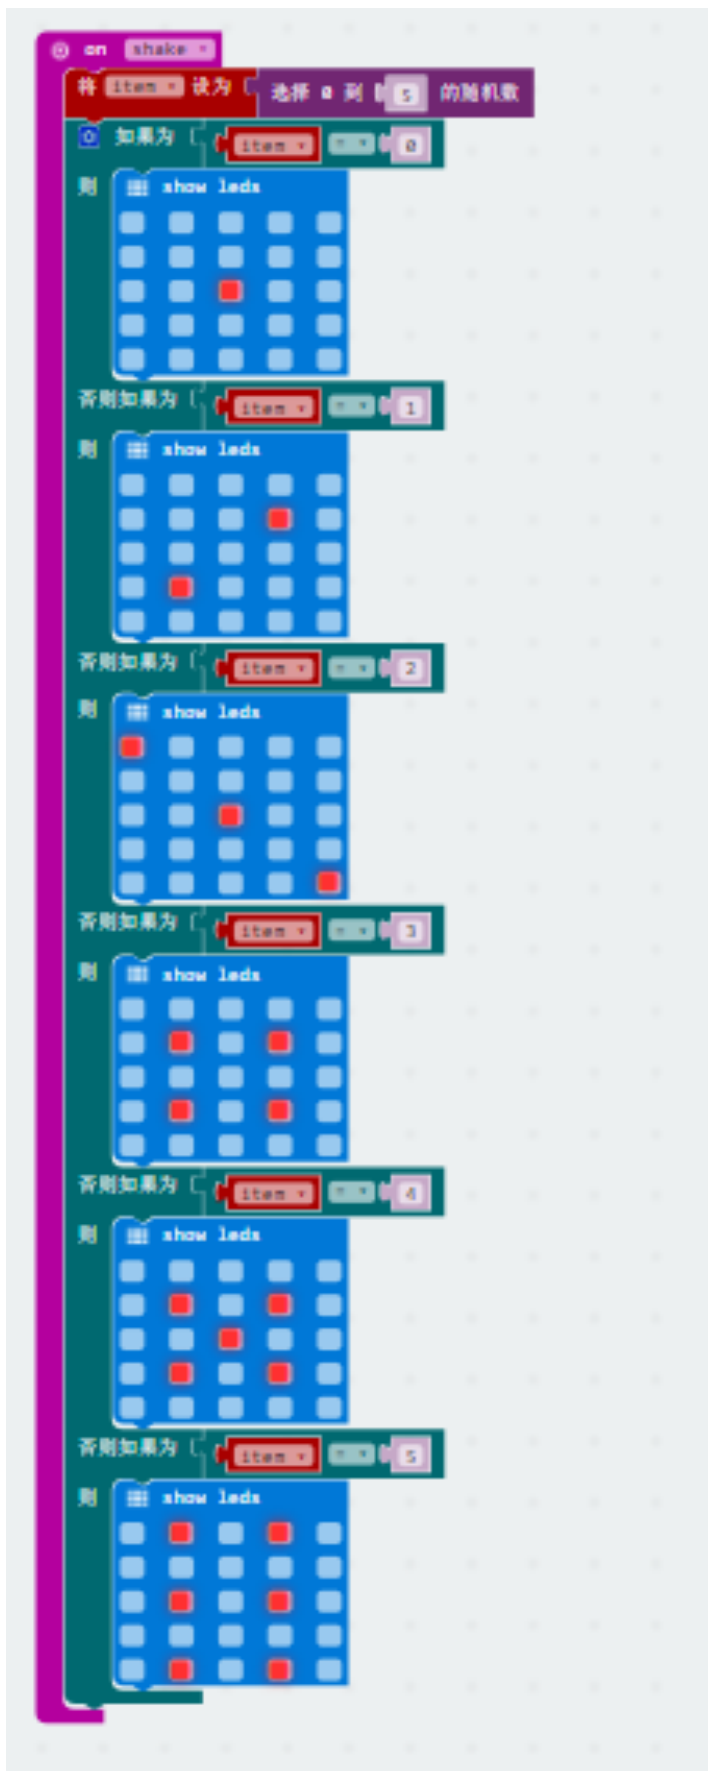 on shake
将 item 设为 选择 0 到 5 的随机数
如果为 item = 0
则 show leds
否则如果为 item = 1
则 show leds
否则如果为 item = 2
则 show leds
否则如果为 item = 3
则 show leds
否则如果为 item = 4
则 show leds
否则如果为 item = 5
则 show leds